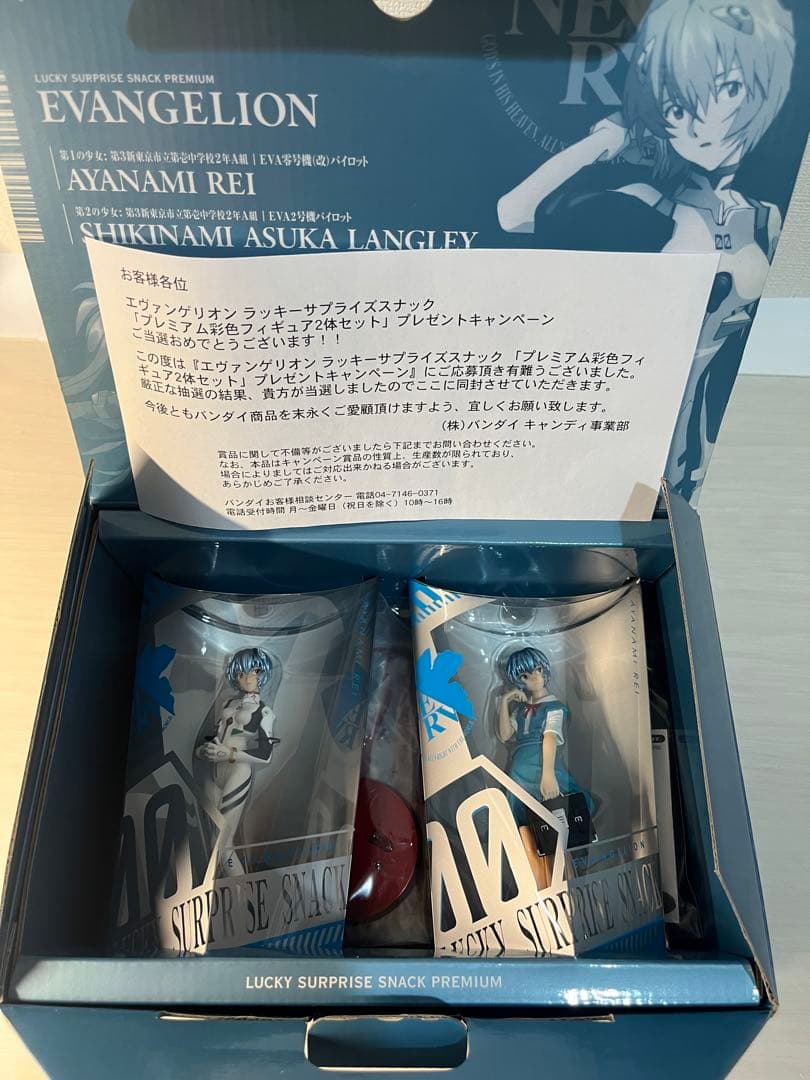 NE
RV
GOD'S IN HIS HEAVEN. ALL'S
LUCKY SURPRISE SNACK PREMIUM
EVANGELION
第1の少女: 第3新東京市立第壱中学校2年A組 | EVA零号機(改)パイロット
AYANAMI REI
第2の少女: 第3新東京市立第壱中学校2年A組 | EVA2号機パイロット
SHIKINAMI ASUKA LANGLEY
00
お客様各位
エヴァンゲリオン ラッキーサプライズスナック
「プレミアム彩色フィギュア2体セット」プレゼントキャンペーン
ご当選おめでとうございます！！
この度は『エヴァンゲリオン ラッキーサプライズスナック 「プレミアム彩色フィ
ギュア2体セット」プレゼントキャンペーン』にご応募頂き有難うございました。
厳正な抽選の結果、貴方が当選しましたのでここに同封させていただきます。
今後ともバンダイ商品を末永くご愛顧頂けますよう、宜しくお願い致します。
(株)バンダイ キャンディ事業部
賞品に関して不備等がございましたら下記までお問い合わせください。
なお、本品はキャンペーン賞品の性質上、生産数が限られており、
場合によりましてはご対応出来かねる場合がございます。
あらかじめご了承ください。
バンダイお客様相談センター 電話04-7146-0371
電話受付時間 月～金曜日（祝日を除く）10時～16時
AYANAMI REI
EVANGELION
LUCKY SURPRISE SNACK
AYANAMI REI
NERV
EVANGELION
LUCKY SURPRISE SNACK
LUCKY SURPRISE SNACK PREMIUM